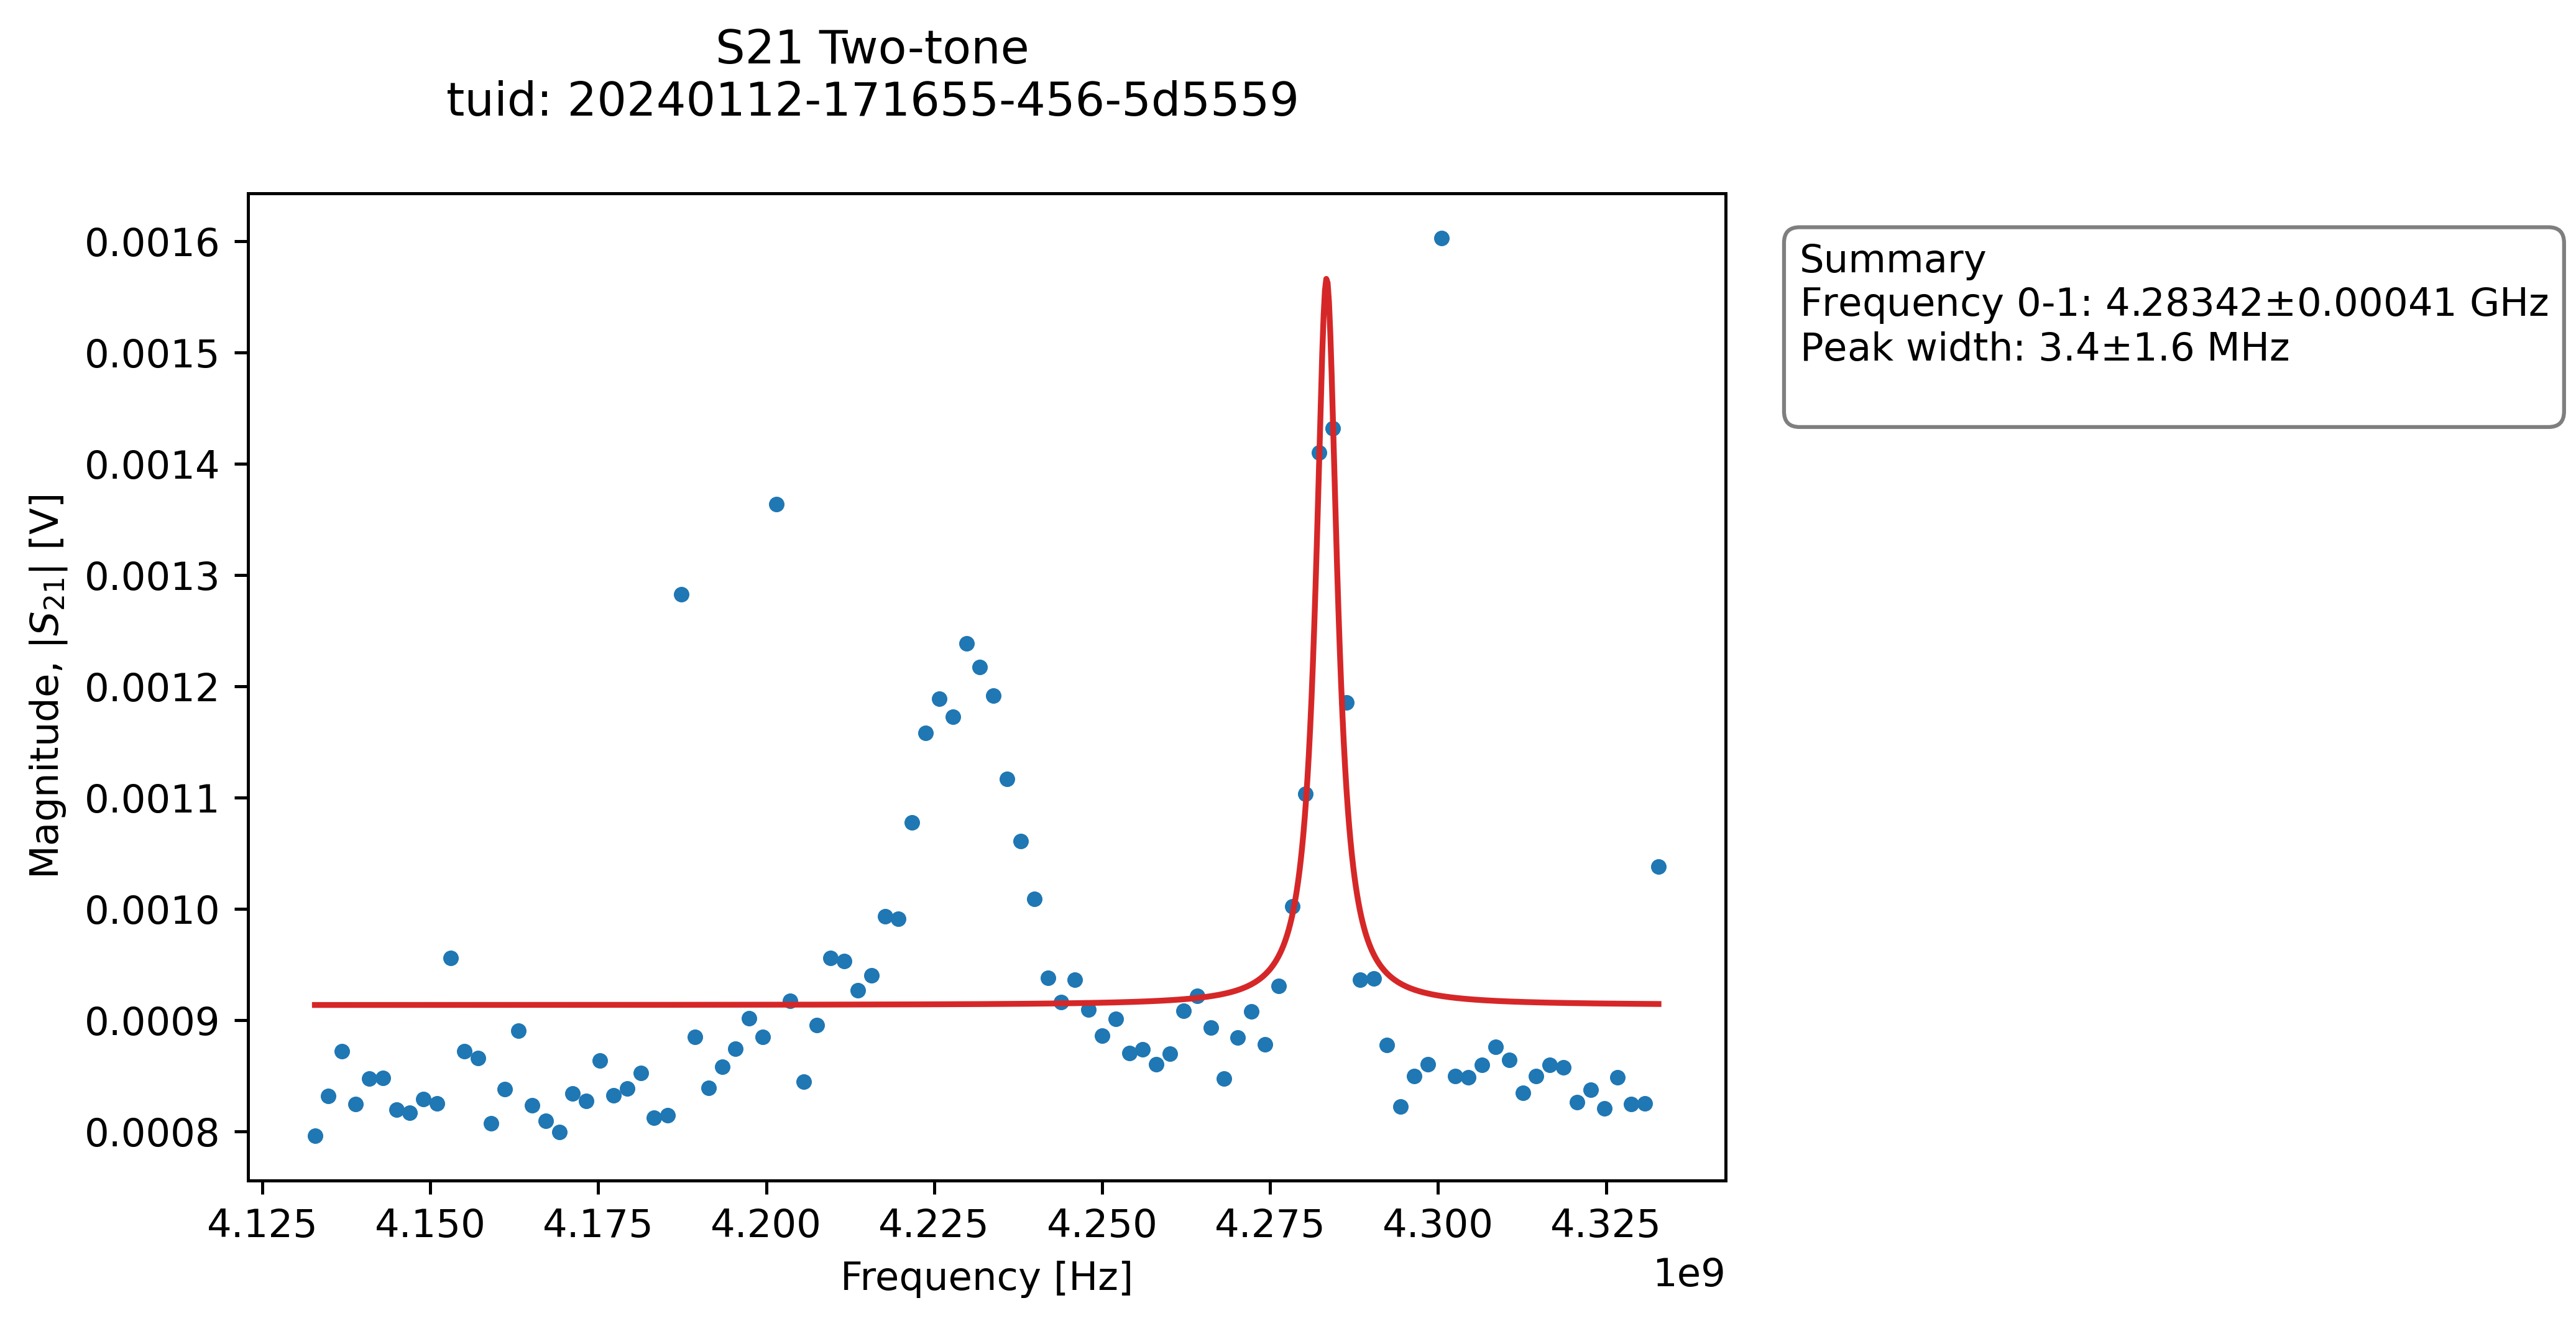 S21 Two-tone
tuid: 20240112-171655-456-5d5559
0.0016
0.0015
0.0014
0.0013
0.0012
0.0011
0.0010
0.0009
0.0008
Magnitude, |S21| [V]
4.125 4.150 4.175 4.200 4.225 4.250 4.275 4.300 4.325
1e9
Frequency [Hz]
Summary
Frequency 0-1: 4.28342±0.00041 GHz
Peak width: 3.4±1.6 MHz